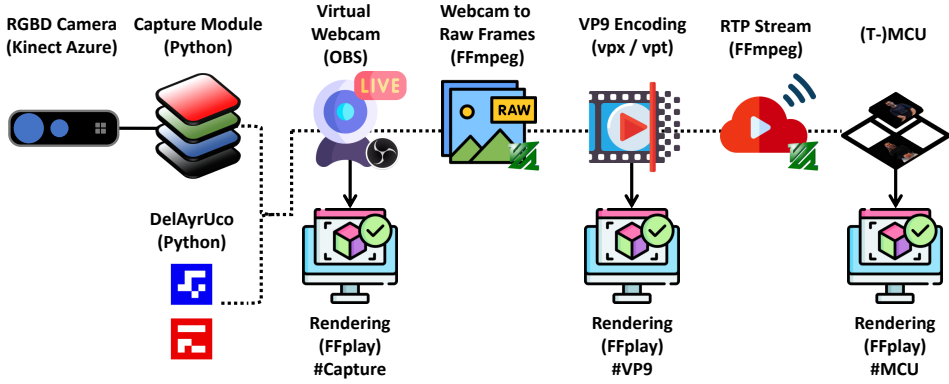 RGBD Camera
(Kinect Azure)
Capture Module
(Python)
Virtual
Webcam
(OBS)
Webcam to
Raw Frames
(FFmpeg)
VP9 Encoding
(vpx / vpt)
RTP Stream
(FFmpeg)
(T-)MCU
LIVE
RAW
DelAyrUco
(Python)
Rendering
(FFplay)
#Capture
Rendering
(FFplay)
#VP9
Rendering
(FFplay)
#MCU